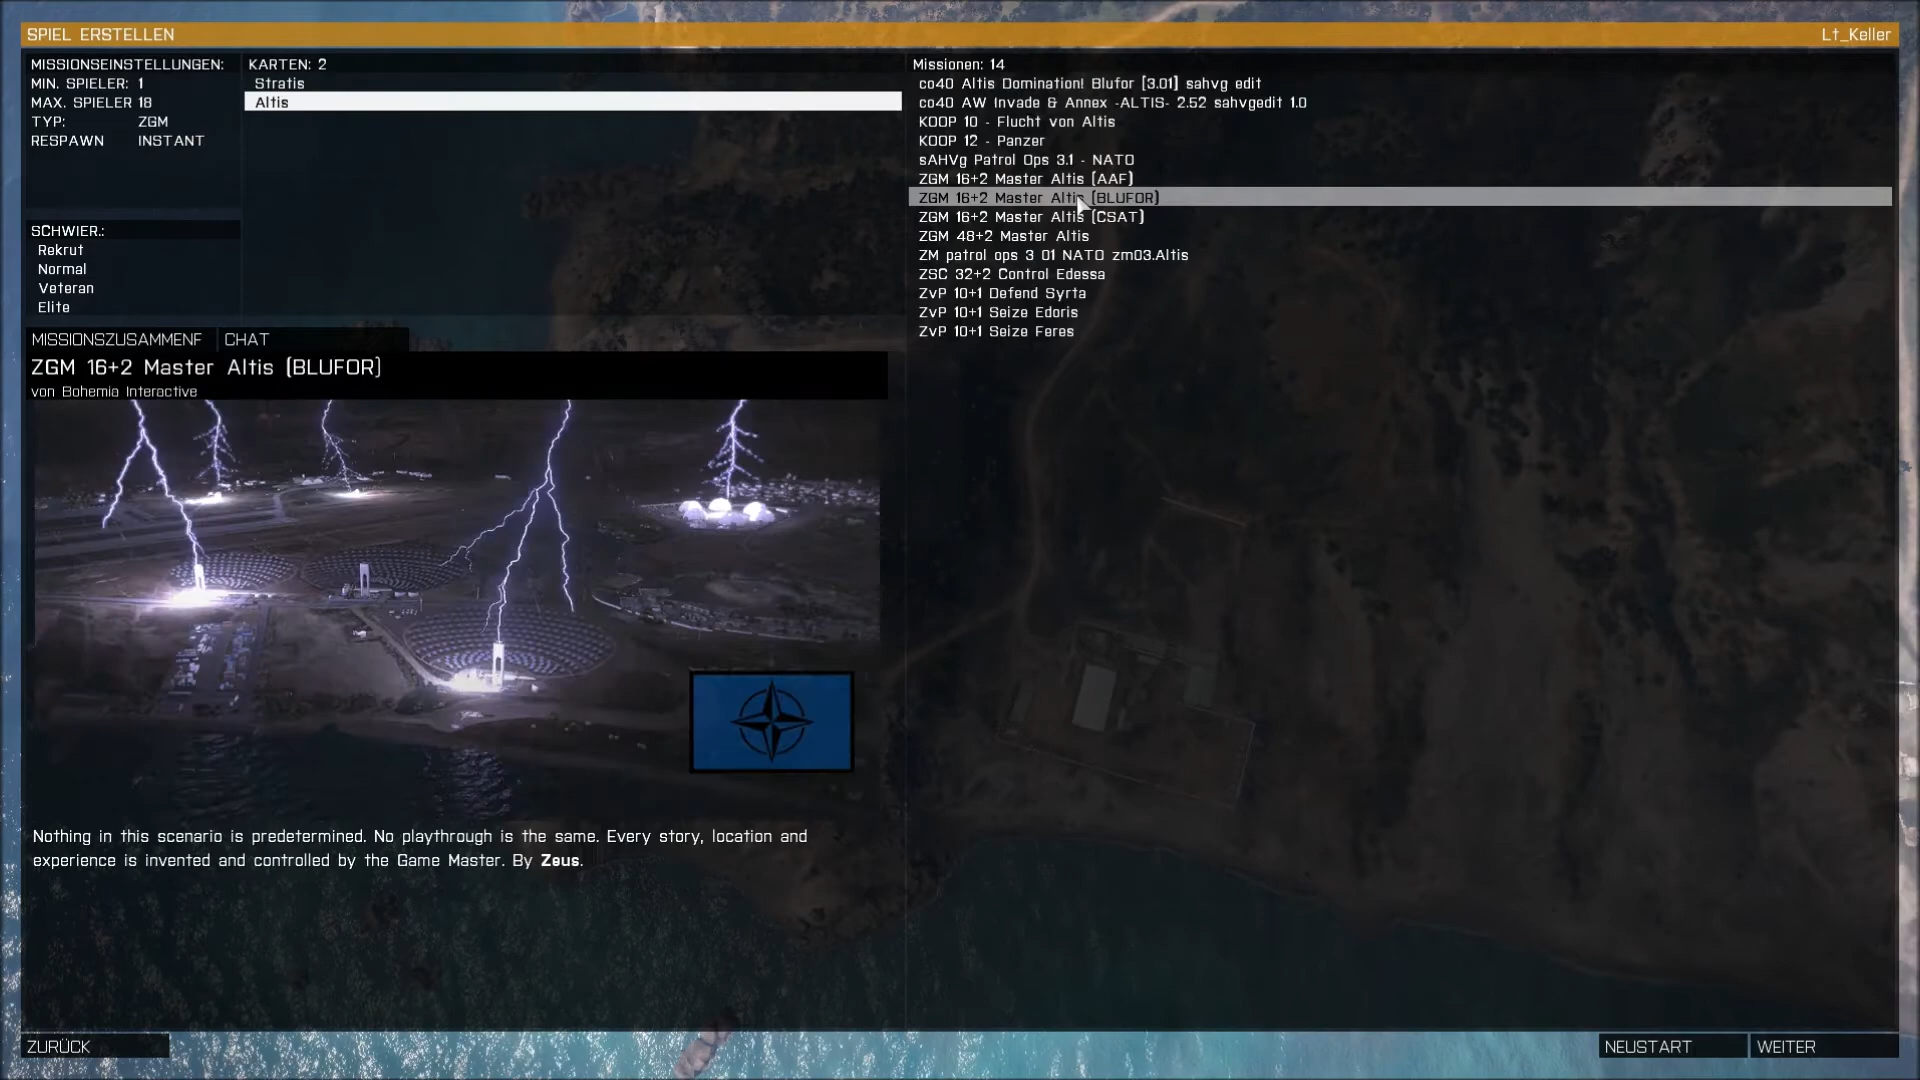 SPIEL ERSTELLEN
Lt_Keller
MISSIONSEINSTELLUNGEN:
MIN. SPIELER: 1
MAX. SPIELER 18
TYP: ZGM
RESPAWN INSTANT
KARTEN: 2
Stratis
Altis
Missionen: 14
co40 Altis Domination! Blufor [3.01] sahvg edit
co40 AW Invade & Annex -ALTIS- 2.52 sahvgedit 1.0
KOOP 10 - Flucht von Altis
KOOP 12 - Panzer
sAHVg Patrol Ops 3.1 - NATO
ZGM 16+2 Master Altis (AAF)
ZGM 16+2 Master Altis (BLUFOR)
ZGM 16+2 Master Altis (CSAT)
ZGM 48+2 Master Altis
ZM patrol ops 3 01 NATO zm03.Altis
ZSC 32+2 Control Edessa
ZvP 10+1 Defend Syrta
ZvP 10+1 Seize Edoris
ZvP 10+1 Seize Feres
SCHWIER.:
Rekrut
Normal
Veteran
Elite
MISSIONSZUSAMMENF
CHAT
ZGM 16+2 Master Altis (BLUFOR)
von Bohemia Interactive
Nothing in this scenario is predetermined. No playthrough is the same. Every story, location and
experience is invented and controlled by the Game Master. By Zeus.
ZURÜCK
NEUSTART
WEITER